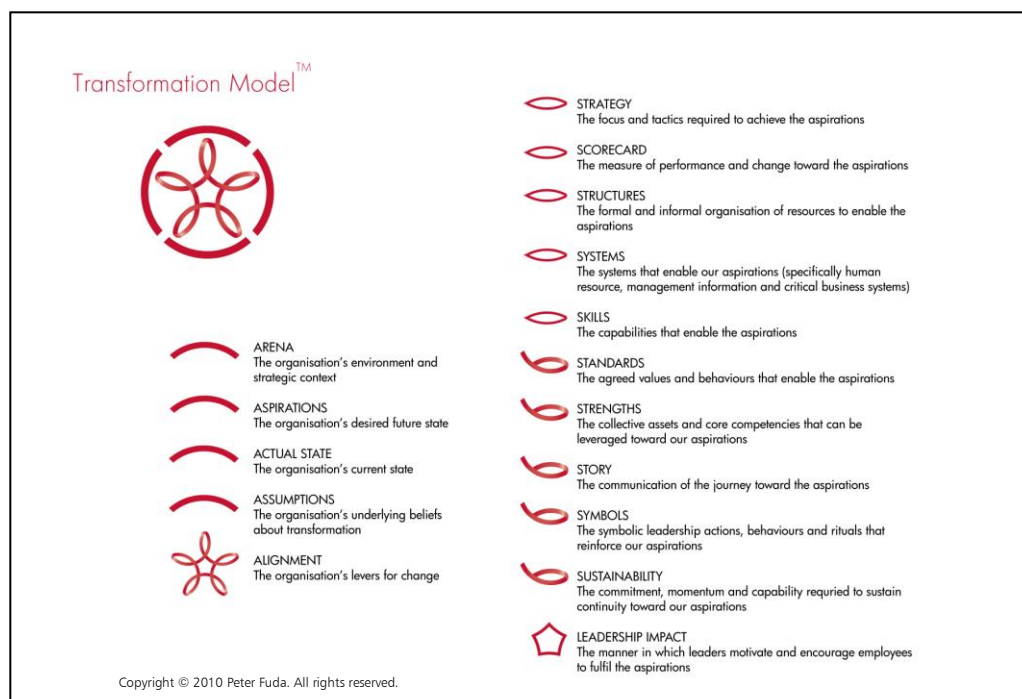 Transformation Model™
ARENA
The organisation's environment and
strategic context
ASPIRATIONS
The organisation's desired future state
ACTUAL STATE
The organisation's current state
ASSUMPTIONS
The organisation's underlying beliefs
about transformation
ALIGNMENT
The organisation's levers for change
STRATEGY
The focus and tactics required to achieve the aspirations
SCORECARD
The measure of performance and change toward the aspirations
STRUCTURES
The formal and informal organisation of resources to enable the
aspirations
SYSTEMS
The systems that enable our aspirations (specifically human
resource, management information and critical business systems)
SKILLS
The capabilities that enable the aspirations
STANDARDS
The agreed values and behaviours that enable the aspirations
STRENGTHS
The collective assets and core competencies that can be
leveraged toward our aspirations
STORY
The communication of the journey toward the aspirations
SYMBOLS
The symbolic leadership actions, behaviours and rituals that
reinforce our aspirations
SUSTAINABILITY
The commitment, momentum and capability requried to sustain
continuity toward our aspirations
LEADERSHIP IMPACT
The manner in which leaders motivate and encourage employees
to fulfil the aspirations
Copyright © 2010 Peter Fuda. All rights reserved.